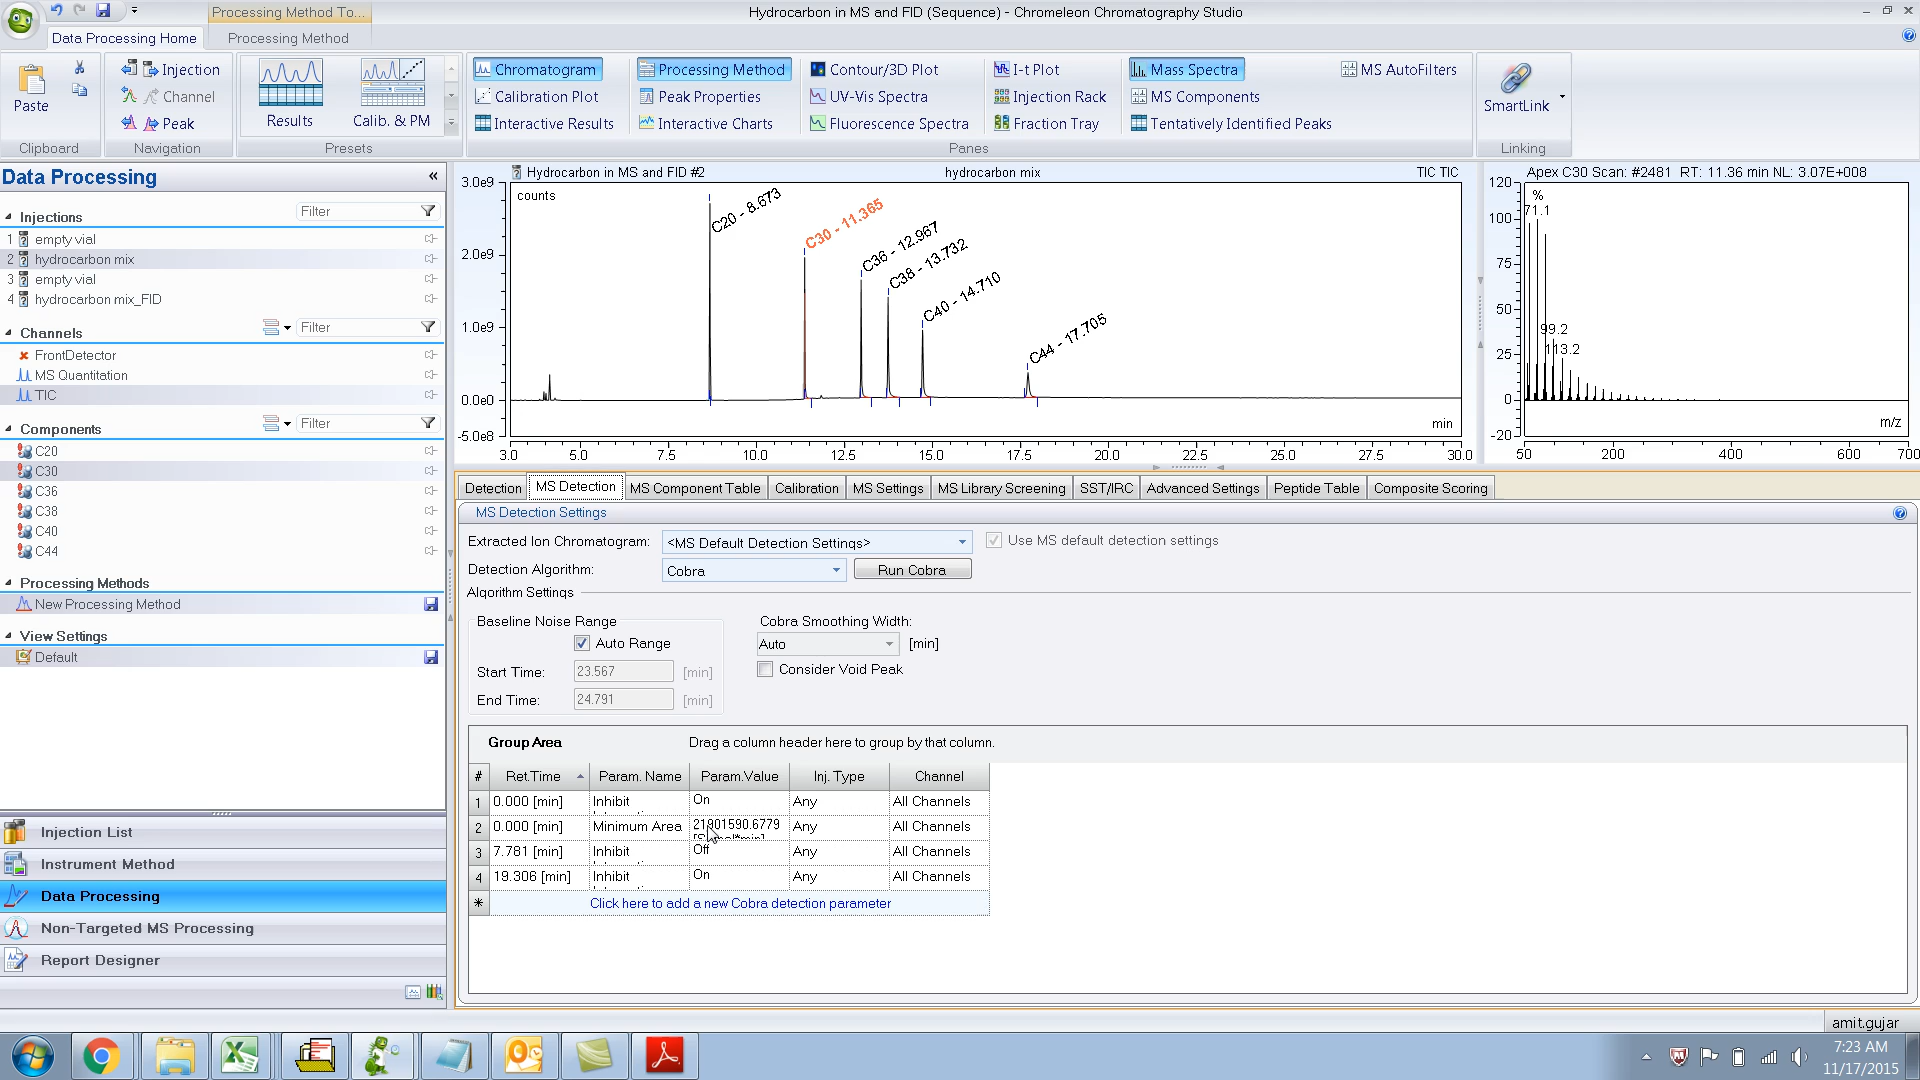 Processing Method To...
Hydrocarbon in MS and FID (Sequence) - Chromeleon Chromatography Studio
Data Processing Home
Processing Method
Paste
Clipboard
Injection
Channel
Peak
Navigation
Results
Calib. & PM
Presets
Chromatogram
Calibration Plot
Interactive Results
Processing Method
Peak Properties
Interactive Charts
Contour/3D Plot
UV-Vis Spectra
Fluorescence Spectra
I-t Plot
Injection Rack
Fraction Tray
Mass Spectra
MS Components
Tentatively Identified Peaks
MS AutoFilters
Panes
SmartLink
Linking
Data Processing
«
Injections
Filter
1 empty vial
2 hydrocarbon mix
3 empty vial
4 hydrocarbon mix_FID
Channels
Filter
FrontDetector
MS Quantitation
TIC
Components
Filter
C20
C30
C36
C38
C40
C44
Processing Methods
New Processing Method
View Settings
Default
Injection List
Instrument Method
Data Processing
Non-Targeted MS Processing
Report Designer
Hydrocarbon in MS and FID #2
hydrocarbon mix
TIC TIC
3.0e9
2.0e9
1.0e9
0.0e0
-5.0e8
counts
C20 - 8.673
C30 - 11.365
C36 - 12.967
C38 - 13.732
C40 - 14.710
C44 - 17.705
min
3.0 5.0 7.5 10.0 12.5 15.0 17.5 20.0 22.5 25.0 27.5 30.0
Apex C30 Scan: #2481 RT: 11.36 min NL: 3.07E+008
120
100
75
50
25
0
-20
%
71.1
99.2
113.2
m/z
50 200 400 600 700
Detection
MS Detection
MS Component Table
Calibration
MS Settings
MS Library Screening
SST/IRC
Advanced Settings
Peptide Table
Composite Scoring
MS Detection Settings
Extracted Ion Chromatogram: <MS Default Detection Settings> Use MS default detection settings
Detection Algorithm: Cobra Run Cobra
Algorithm Settings
Baseline Noise Range
Auto Range
Start Time: 23.567 [min]
End Time: 24.791 [min]
Cobra Smoothing Width:
Auto [min]
Consider Void Peak
Group Area Drag a column header here to group by that column.
# Ret.Time Param. Name Param.Value Inj. Type Channel
1 0.000 [min] Inhibit On Any All Channels
2 0.000 [min] Minimum Area 21901590.6779 Any All Channels
3 7.781 [min] Inhibit Off Any All Channels
4 19.306 [min] Inhibit On Any All Channels
* Click here to add a new Cobra detection parameter
amit.gujar
7:23 AM
11/17/2015